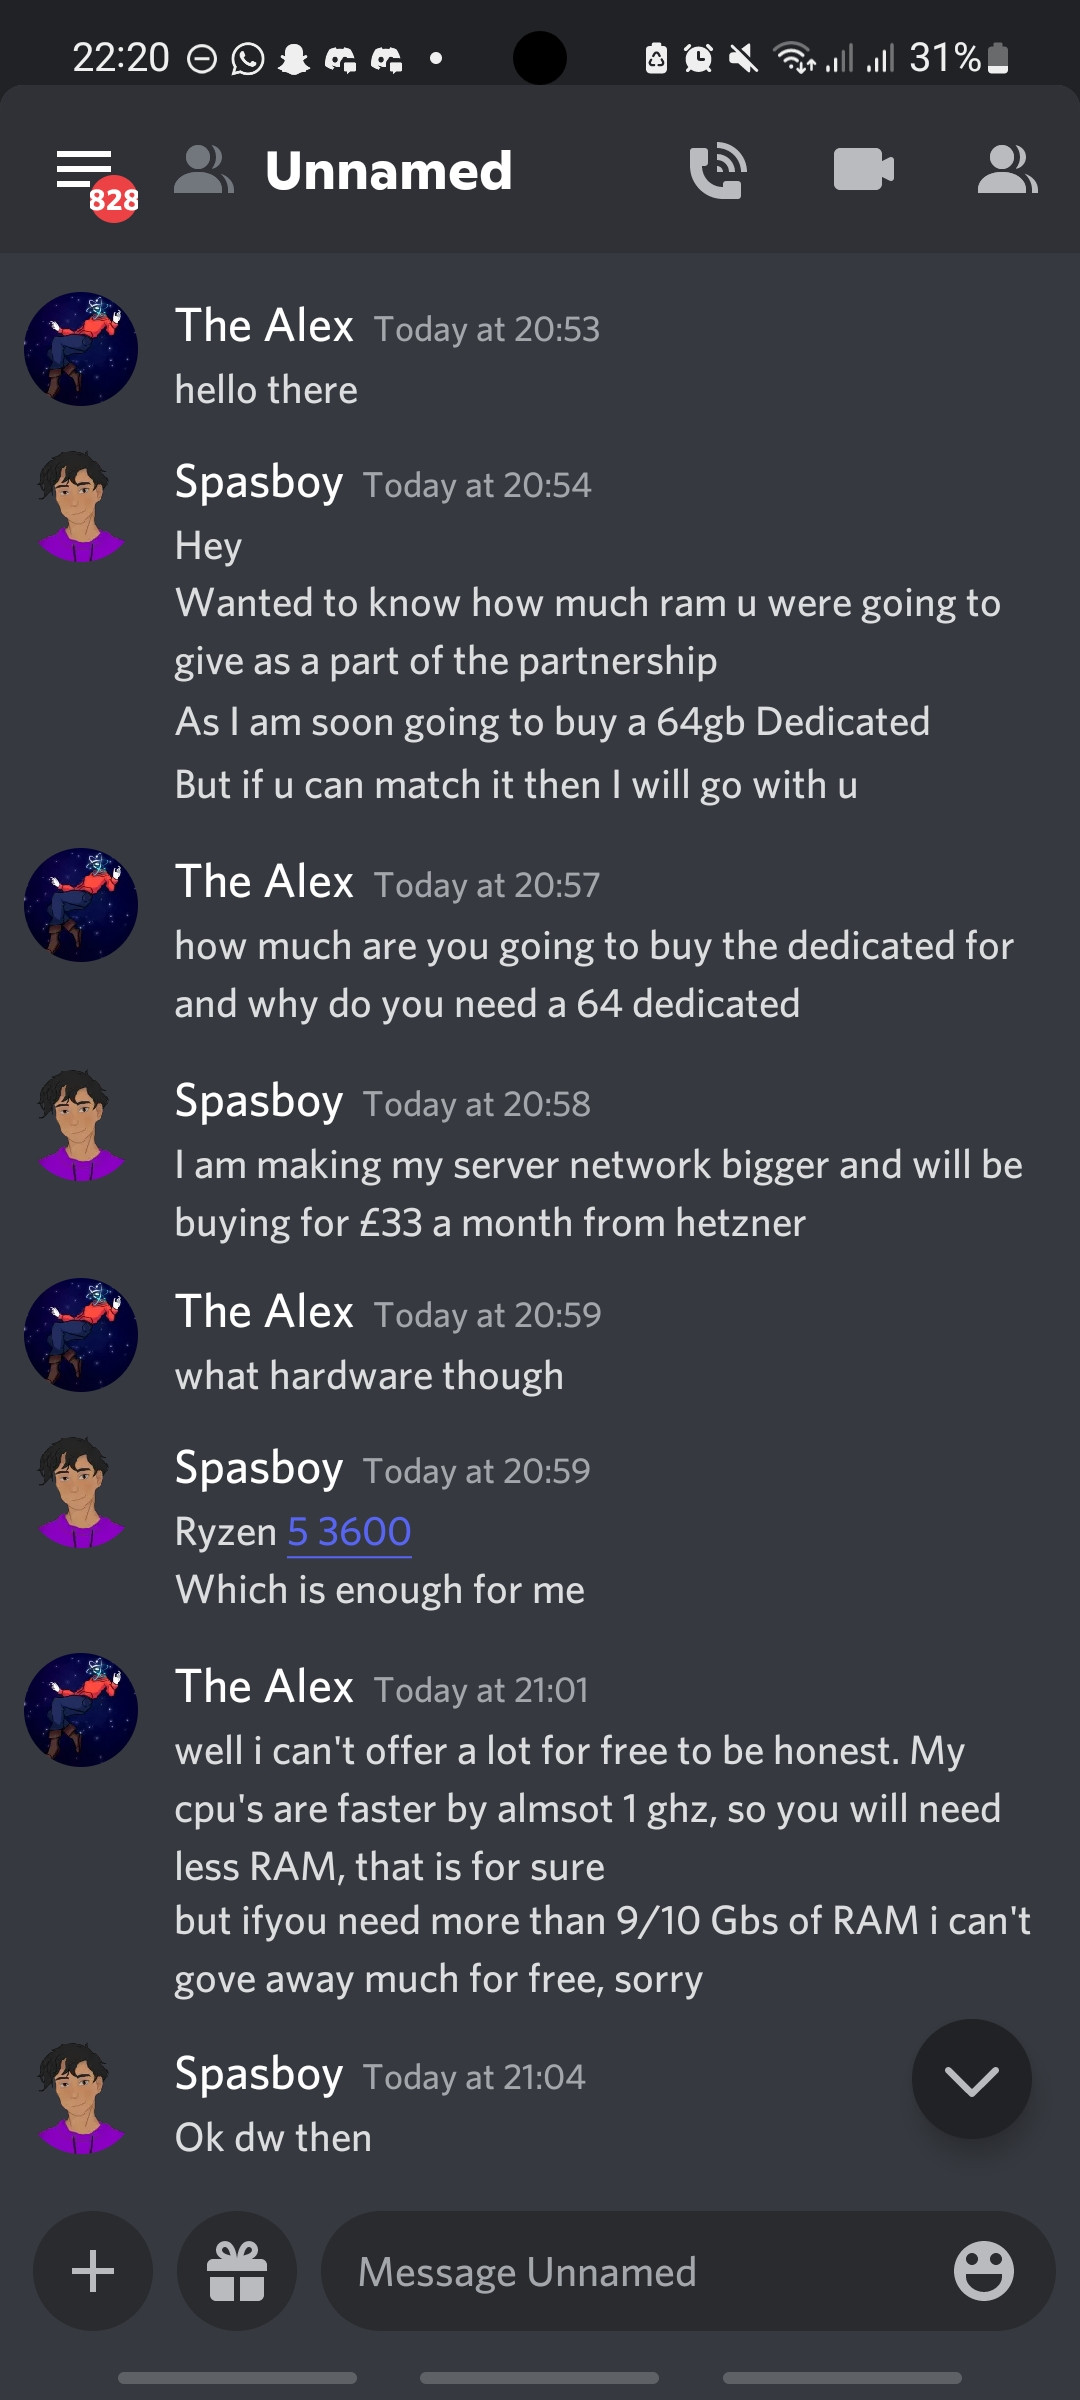 22:20
31%
828
Unnamed
The Alex Today at 20:53
hello there
Spasboy Today at 20:54
Hey
Wanted to know how much ram u were going to
give as a part of the partnership
As I am soon going to buy a 64gb Dedicated
But if u can match it then I will go with u
The Alex Today at 20:57
how much are you going to buy the dedicated for
and why do you need a 64 dedicated
Spasboy Today at 20:58
I am making my server network bigger and will be
buying for £33 a month from hetzner
The Alex Today at 20:59
what hardware though
Spasboy Today at 20:59
Ryzen 5 3600
Which is enough for me
The Alex Today at 21:01
well i can't offer a lot for free to be honest. My
cpu's are faster by almsot 1 ghz, so you will need
less RAM, that is for sure
but ifyou need more than 9/10 Gbs of RAM i can't
gove away much for free, sorry
Spasboy Today at 21:04
Ok dw then
Message Unnamed